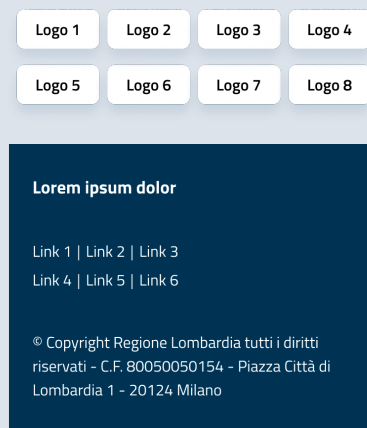 Logo 1 Logo 2 Logo 3 Logo 4
Logo 5 Logo 6 Logo 7 Logo 8
Lorem ipsum dolor
Link 1 | Link 2 | Link 3
Link 4 | Link 5 | Link 6
© Copyright Regione Lombardia tutti i diritti
riservati - C.F. 80050050154 - Piazza Città di
Lombardia 1 - 20124 Milano